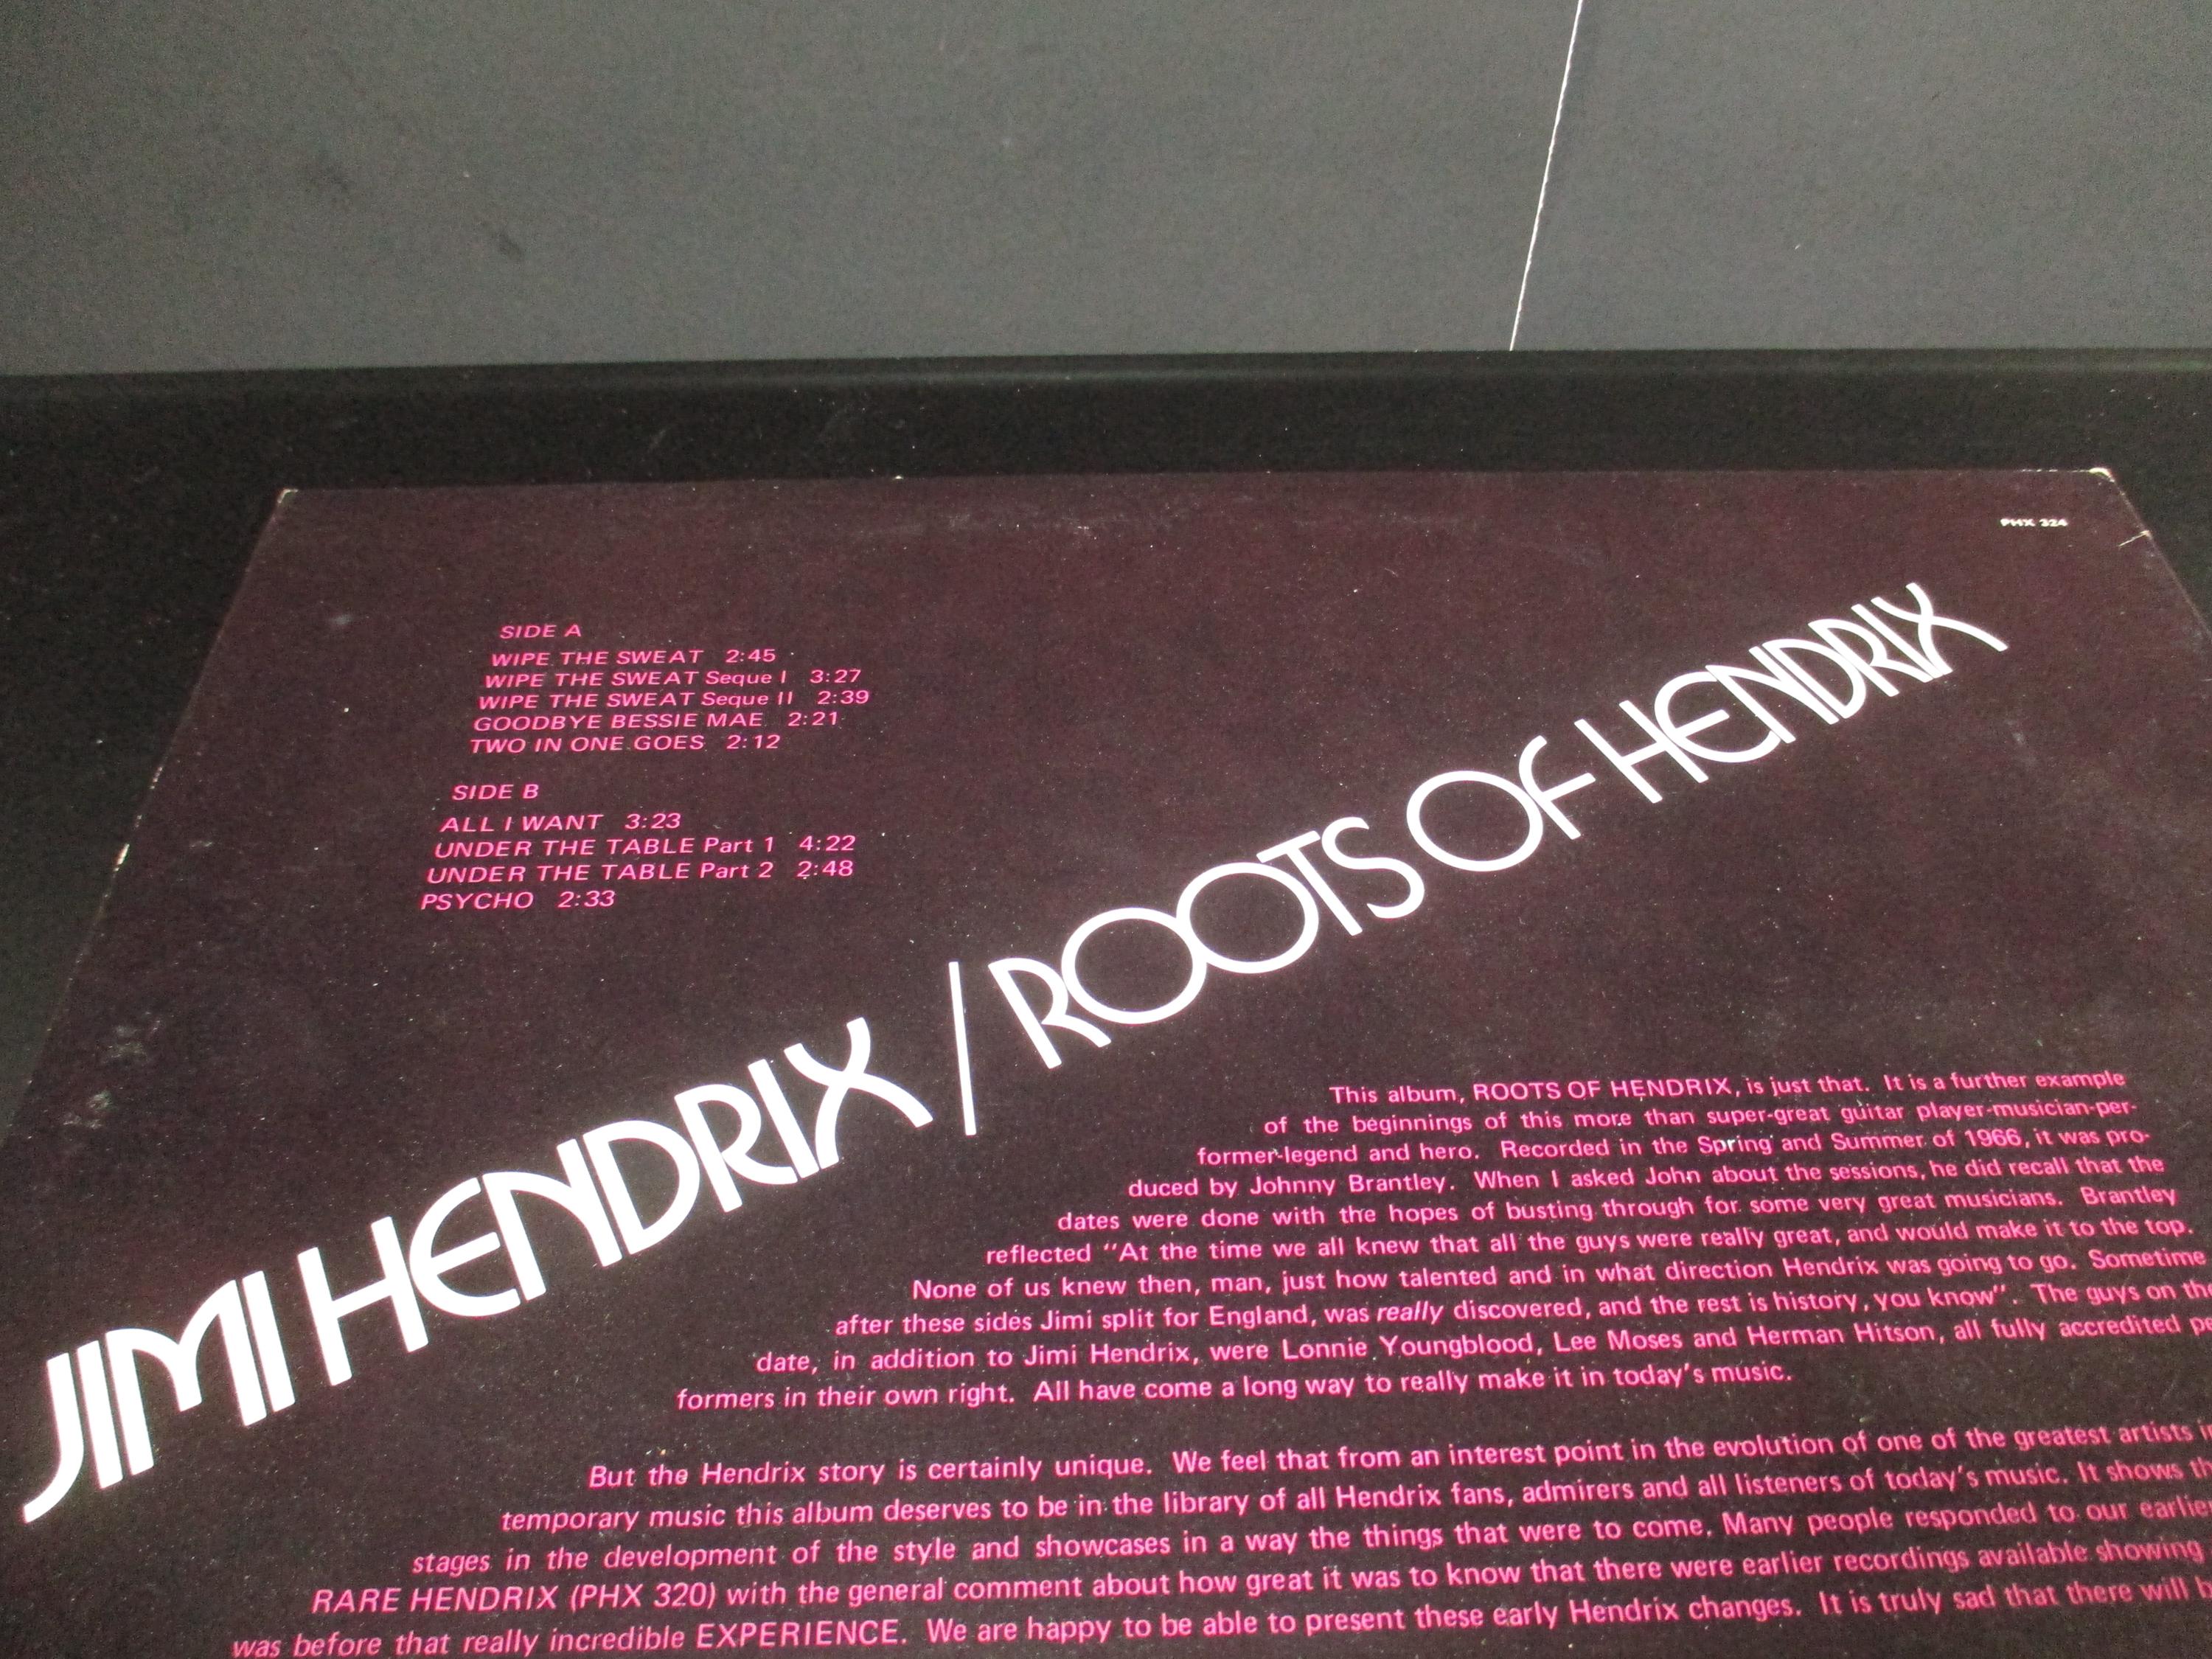 PHX 324
SIDE A
WIPE THE SWEAT 2:45
WIPE THE SWEAT Seque I 3:27
WIPE THE SWEAT Seque II 2:39
GOODBYE BESSIE MAE 2:21
TWO IN ONE GOES 2:12
SIDE B
ALL I WANT 3:23
UNDER THE TABLE Part 1 4:22
UNDER THE TABLE Part 2 2:48
PSYCHO 2:33
JIMI HENDRIX / ROOTS OF HENDRIX
This album, ROOTS OF HENDRIX, is just that. It is a further example
of the beginnings of this more than super-great guitar player-musician-per-
former-legend and hero. Recorded in the Spring and Summer of 1966, it was pro-
duced by Johnny Brantley. When I asked John about the sessions, he did recall that the
dates were done with the hopes of busting through for some very great musicians. Brantley
reflected "At the time we all knew that all the guys were really great, and would make it to the top.
None of us knew then, man, just how talented and in what direction Hendrix was going to go. Sometime
after these sides Jimi split for England, was really discovered, and the rest is history, you know". The guys on
date, in addition to Jimi Hendrix, were Lonnie Youngblood, Lee Moses and Herman Hitson, all fully accredited
formers in their own right. All have come a long way to really make it in today's music.
But the Hendrix story is certainly unique. We feel that from an interest point in the evolution of one of the greatest artists
temporary music this album deserves to be in the library of all Hendrix fans, admirers and all listeners of today's music. It shows
stages in the development of the style and showcases in a way the things that were to come. Many people responded to our
RARE HENDRIX (PHX 320) with the general comment about how great it was to know that there were earlier recordings available showing
was before that really incredible EXPERIENCE. We are happy to be able to present these early Hendrix changes. It is truly sad that there will